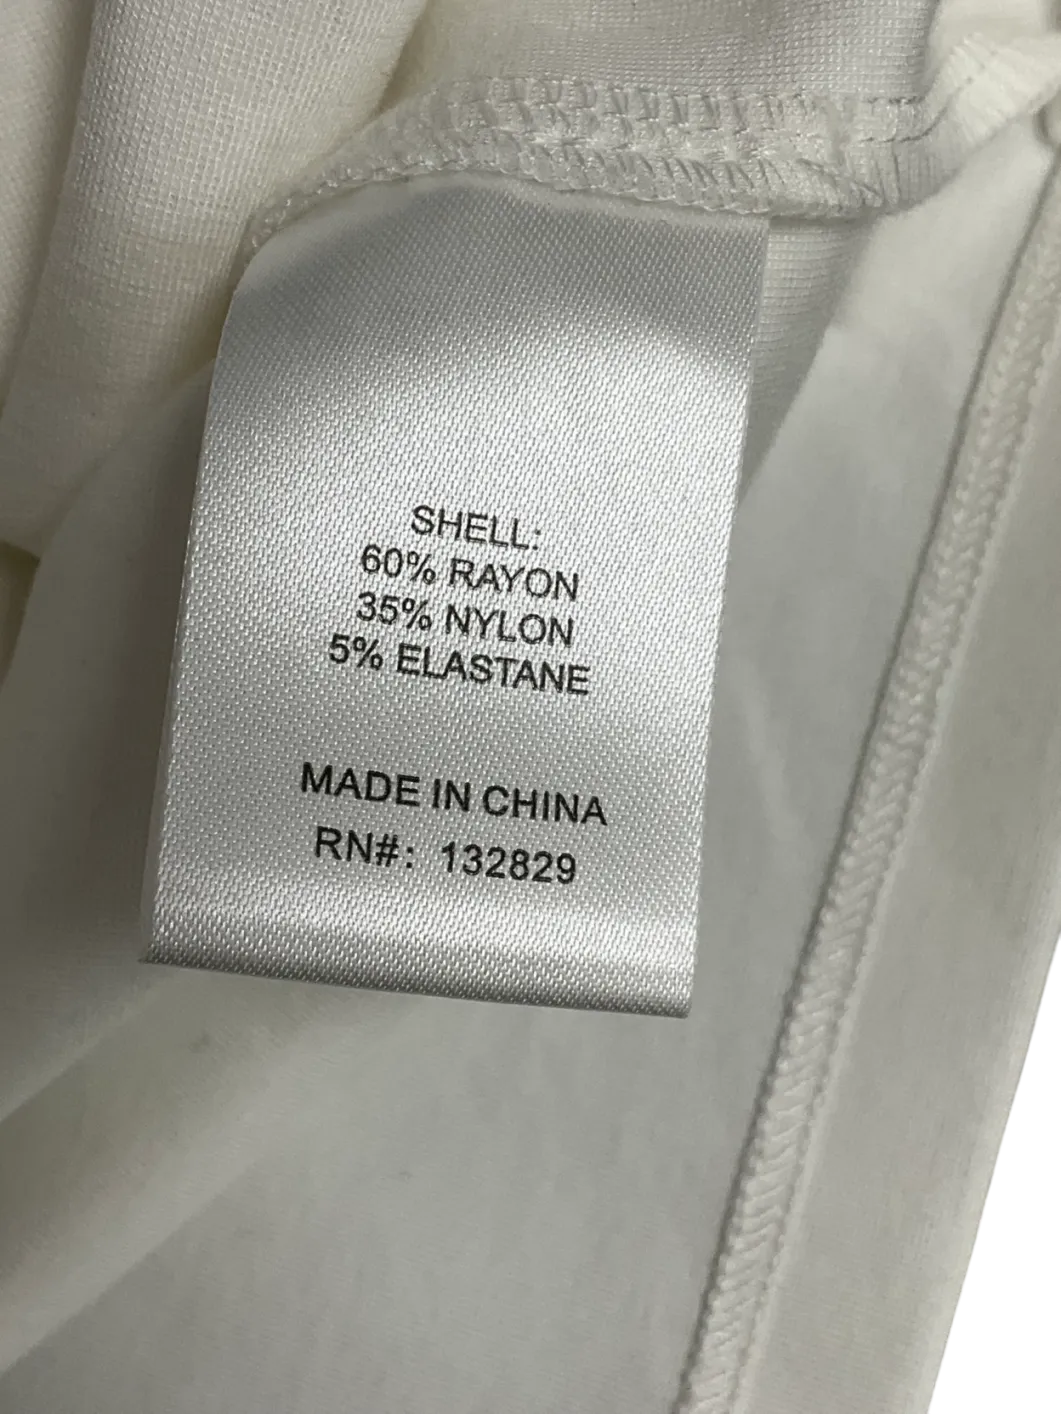 SHELL:
60% RAYON
35% NYLON
5% ELASTANE
MADE IN CHINA
RN#: 132829